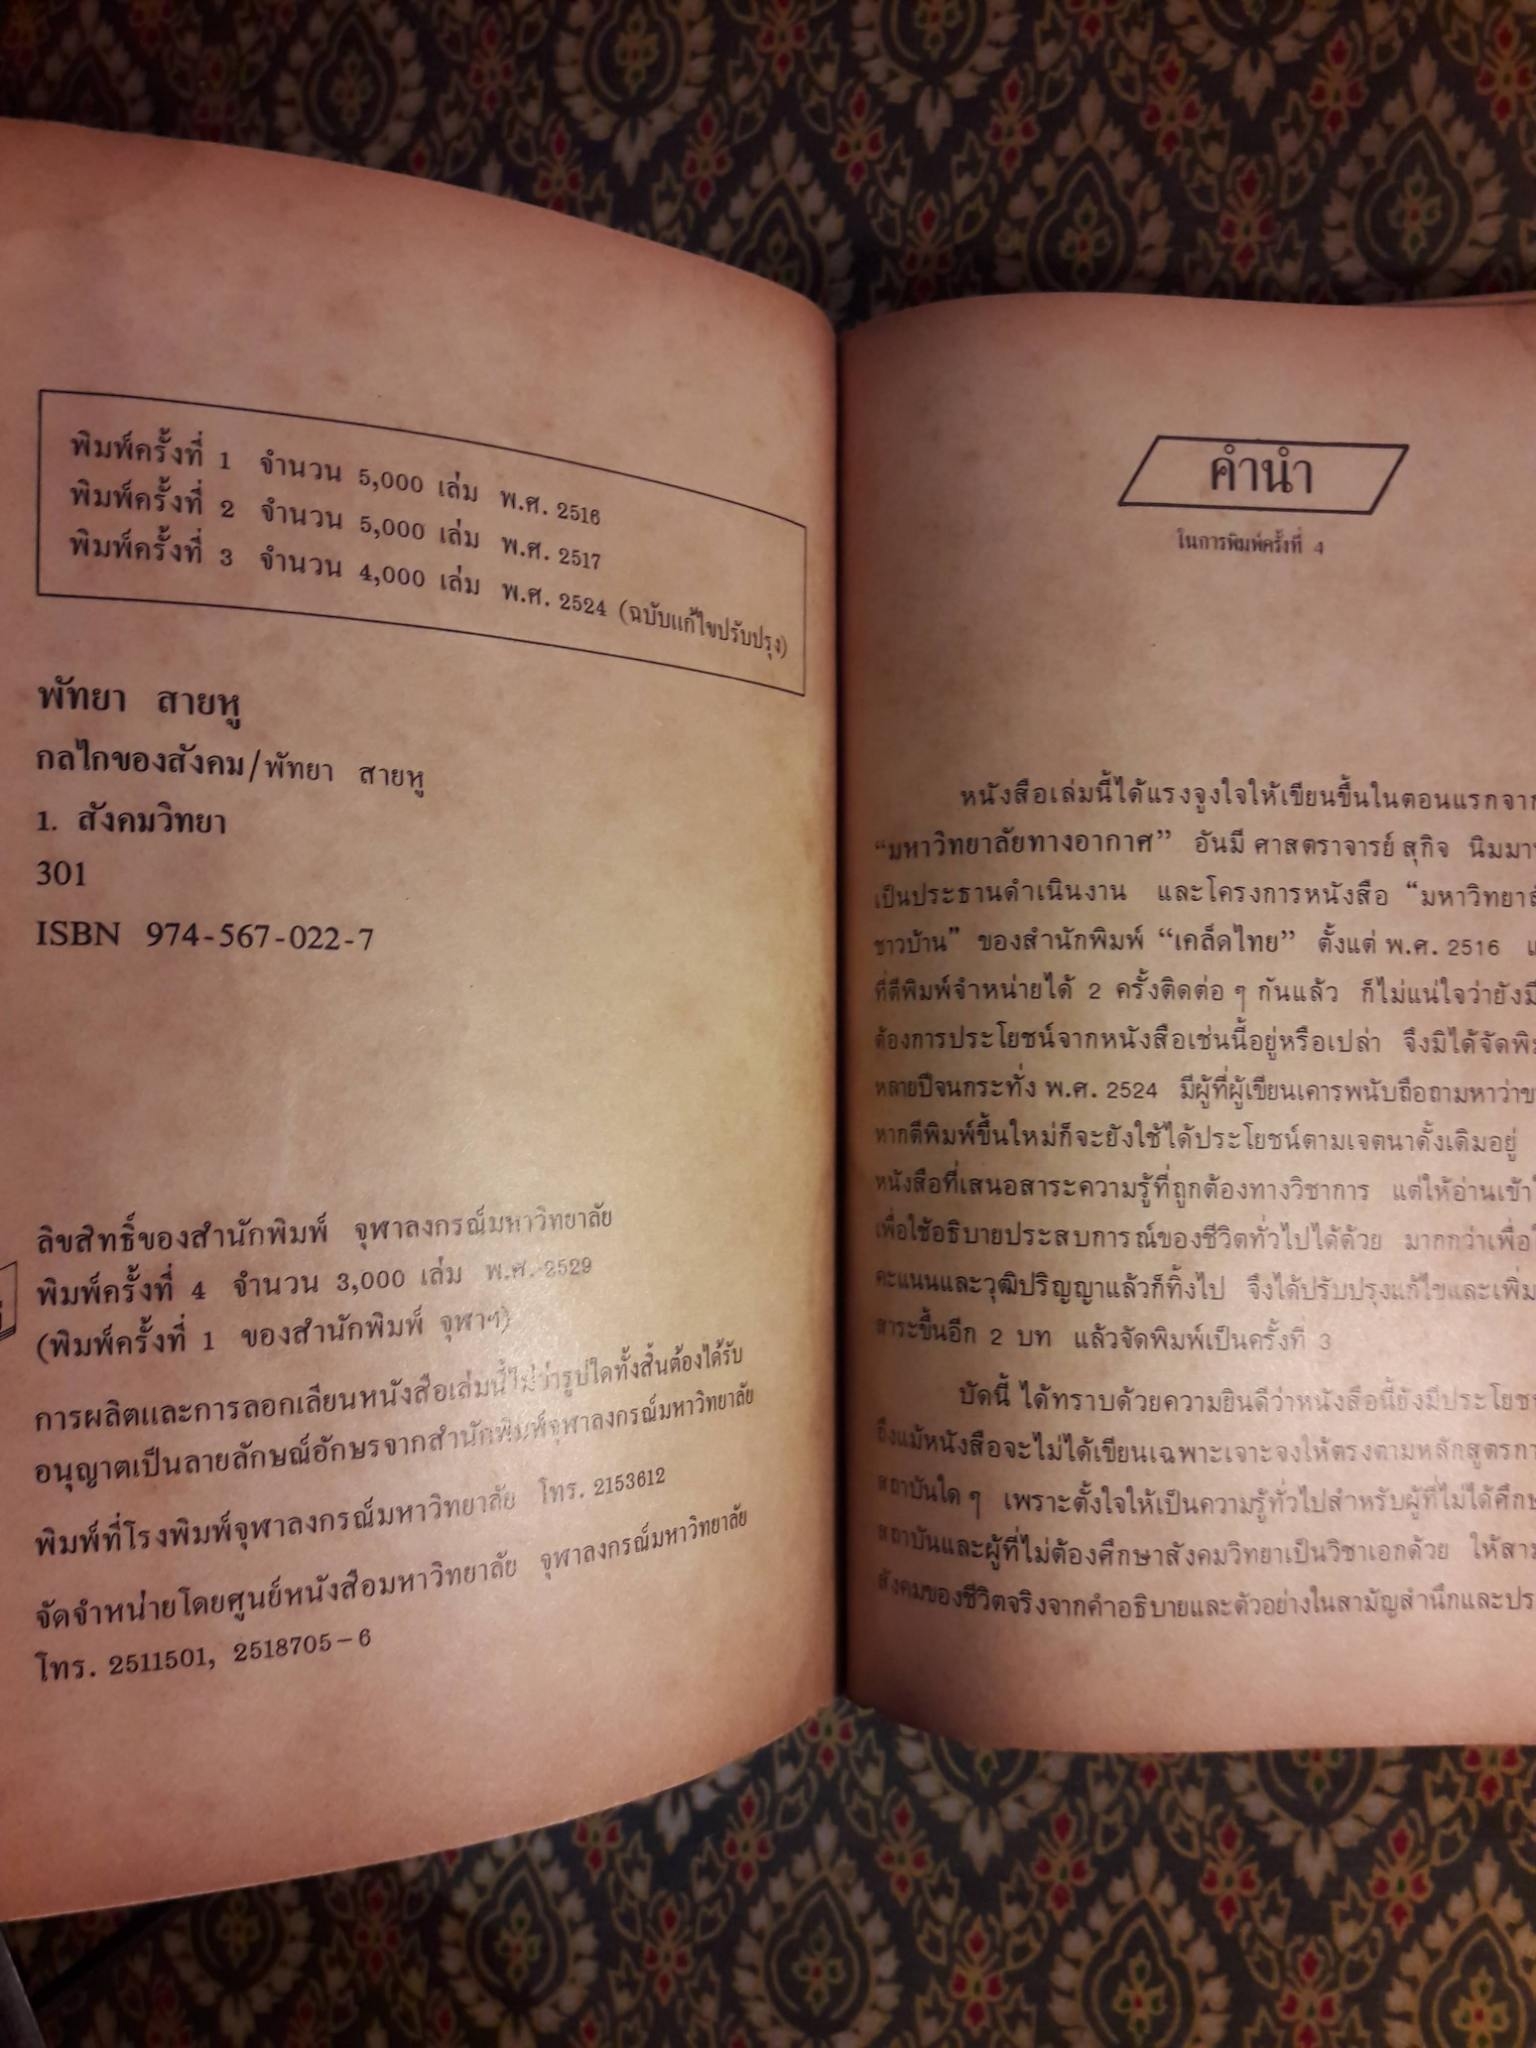 พิมพ์ครั้งที่ 1 จำนวน 5,000 เล่ม พ.ศ. 2516
พิมพ์ครั้งที่ 2 จำนวน 5,000 เล่ม พ.ศ. 2517
พิมพ์ครั้งที่ 3 จำนวน 4,000 เล่ม พ.ศ. 2524 (ฉบับแก้ไขปรับปรุง)
พัทยา สายหู
กลไกของสังคม/พัทยา สายหู
1. สังคมวิทยา
301
ISBN 974-567-022-7
ลิขสิทธิ์ของสำนักพิมพ์ จุฬาลงกรณ์มหาวิทยาลัย
พิมพ์ครั้งที่ 4 จำนวน 3,000 เล่ม พ.ศ. 2529
(พิมพ์ครั้งที่ 1 ของสำนักพิมพ์ จุฬาฯ)
การผลิตและการลอกเลียนหนังสือเล่มนี้ไม่ว่ารูปใดทั้งสิ้นต้องได้รับ
อนุญาตเป็นลายลักษณ์อักษรจากสำนักพิมพ์จุฬาลงกรณ์มหาวิทยาลัย
พิมพ์ที่โรงพิมพ์จุฬาลงกรณ์มหาวิทยาลัย โทร. 2153612
จัดจำหน่ายโดยศูนย์หนังสือมหาวิทยาลัย จุฬาลงกรณ์มหาวิทยาลัย
โทร. 2511501, 2518705-6
คำนำ
ในการพิมพ์ครั้งที่ 4
หนังสือเล่มนี้ได้แรงจูงใจให้เขียนขึ้นในตอนแรกจาก
“มหาวิทยาลัยทางอากาศ” อันมี ศาสตราจารย์ สุกิจ
เป็นประธานดำเนินงาน และโครงการหนังสือ
ชาวบ้าน” ของสำนักพิมพ์ “เคล็ดไทย” ตั้งแต่ พ.ศ. 2516
ที่ตีพิมพ์จำหน่ายได้ 2 ครั้งติดต่อ ๆ กันแล้ว ก็ไม่แน่ใจว่ายังมี
ต้องการประโยชน์จากหนังสือเช่นนี้อยู่หรือเปล่า จึงมิได้จัด
หลายปีจนกระทั่ง พ.ศ. 2524 มีผู้ที่ผู้เขียนเคารพนับถือถามหาว่า
หากตีพิมพ์ขึ้นใหม่ก็จะยังใช้ได้ประโยชน์ตามเจตนาดั้งเดิมอยู่
หนังสือที่เสนอสาระความรู้ที่ถูกต้องทางวิชาการ แต่ให้อ่าน
เพื่อใช้อธิบายประสบการณ์ของชีวิตทั่วไปได้ด้วย มากกว่าเพื่อ
คะแนนและวุฒิปริญญาแล้วก็ทิ้งไป จึงได้ปรับปรุงแก้ไขและเพิ่ม
สาระขึ้นอีก 2 บท แล้วจัดพิมพ์เป็นครั้งที่ 3
บัดนี้ ได้ทราบด้วยความยินดีว่าหนังสือนี้ยังมี
ถึงแม้หนังสือจะไม่ได้เขียนเฉพาะเจาะจงให้ตรงตามหลักสูตร
สถาบันใด ๆ เพราะตั้งใจให้เป็นความรู้ทั่วไปสำหรับผู้ที่ไม่ได้
สถาบันและผู้ที่ไม่ต้องศึกษาสังคมวิทยาเป็นวิชาเอกด้วย
สังคมของชีวิตจริงจากคำอธิบายและตัวอย่างในสามัญสำนึกและ